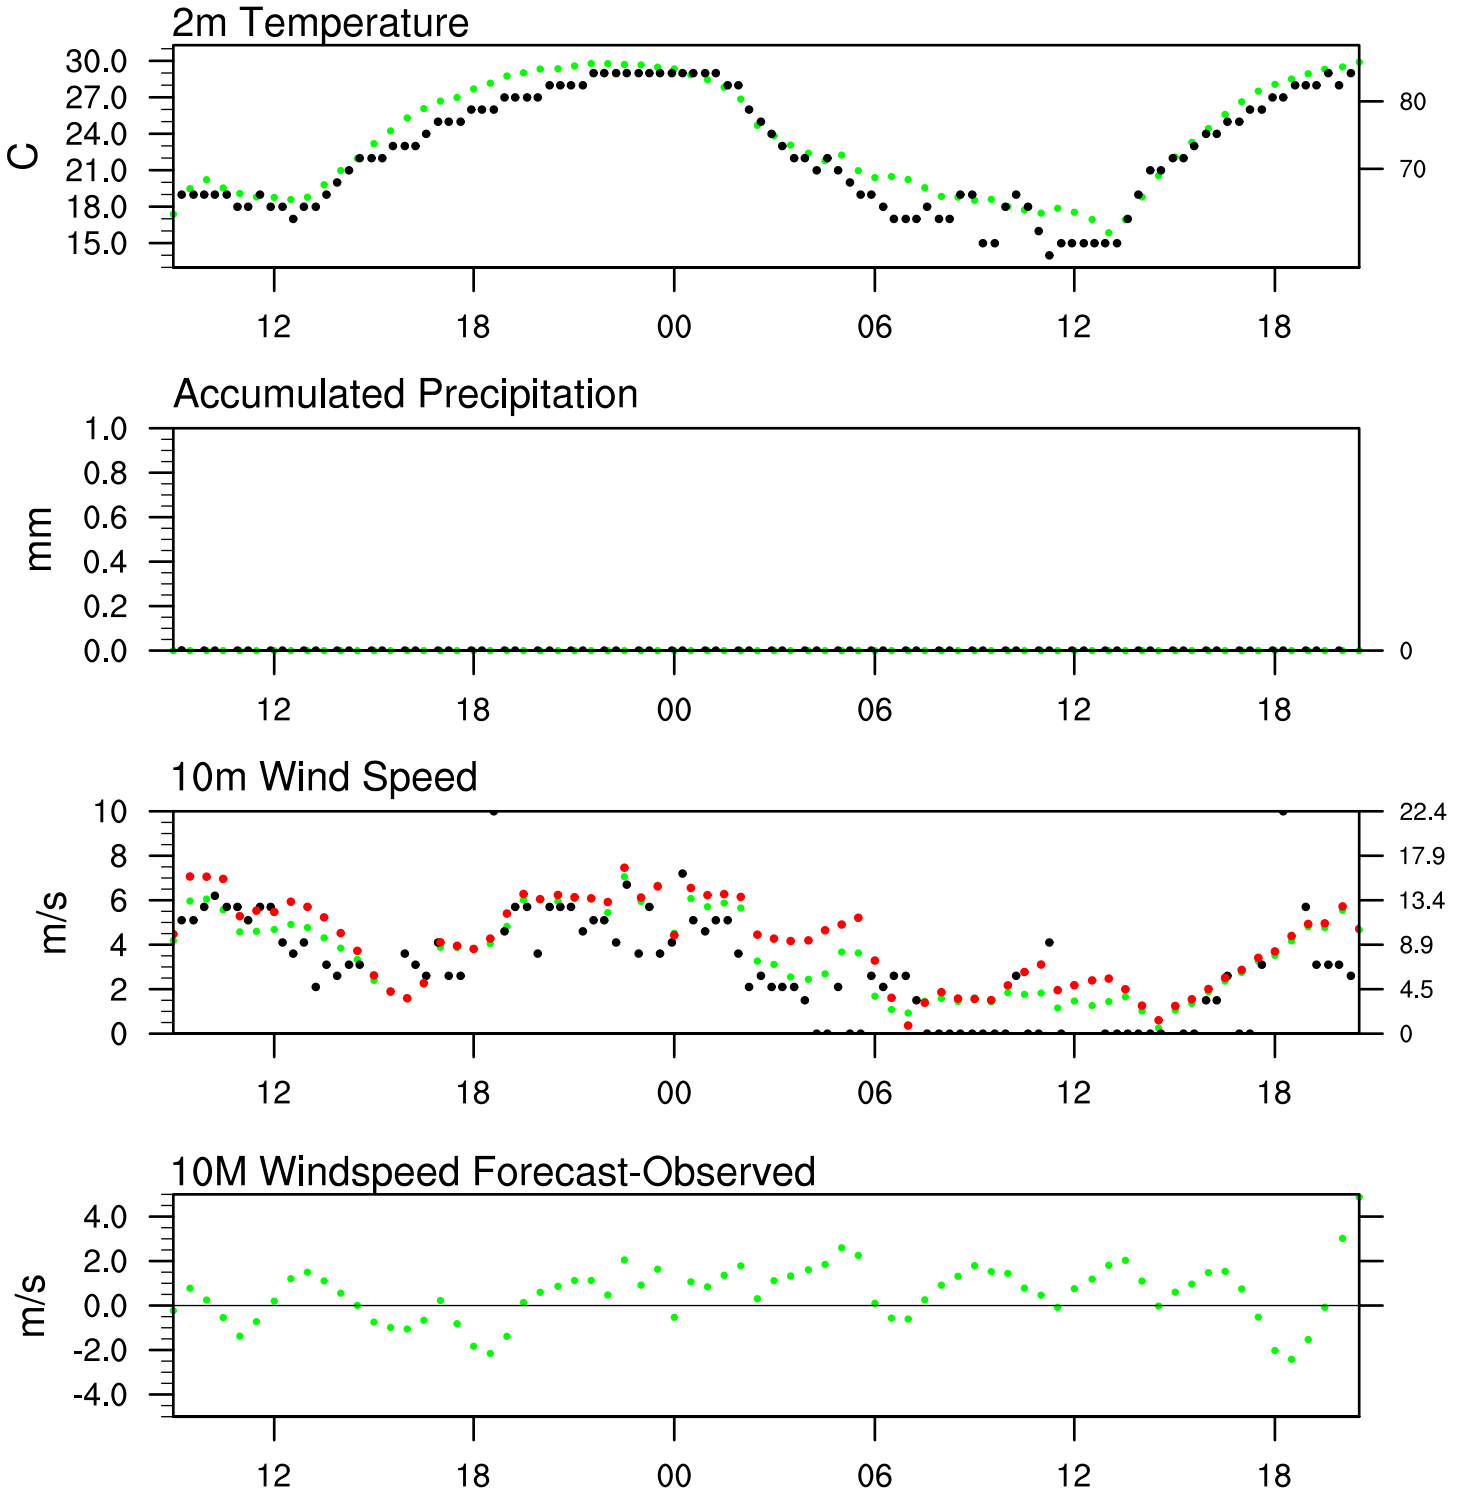 2m Temperature
30.0
27.0
24.0
21.0
18.0
15.0
C
80
70
12 18 00 06 12 18
Accumulated Precipitation
1.0
0.8
0.6
0.4
0.2
0.0
mm
0
12 18 00 06 12 18
10m Wind Speed
10
8
6
4
2
0
m/s
22.4
17.9
13.4
8.9
4.5
0
12 18 00 06 12 18
10M Windspeed Forecast-Observed
4.0
2.0
0.0
-2.0
-4.0
m/s
12 18 00 06 12 18